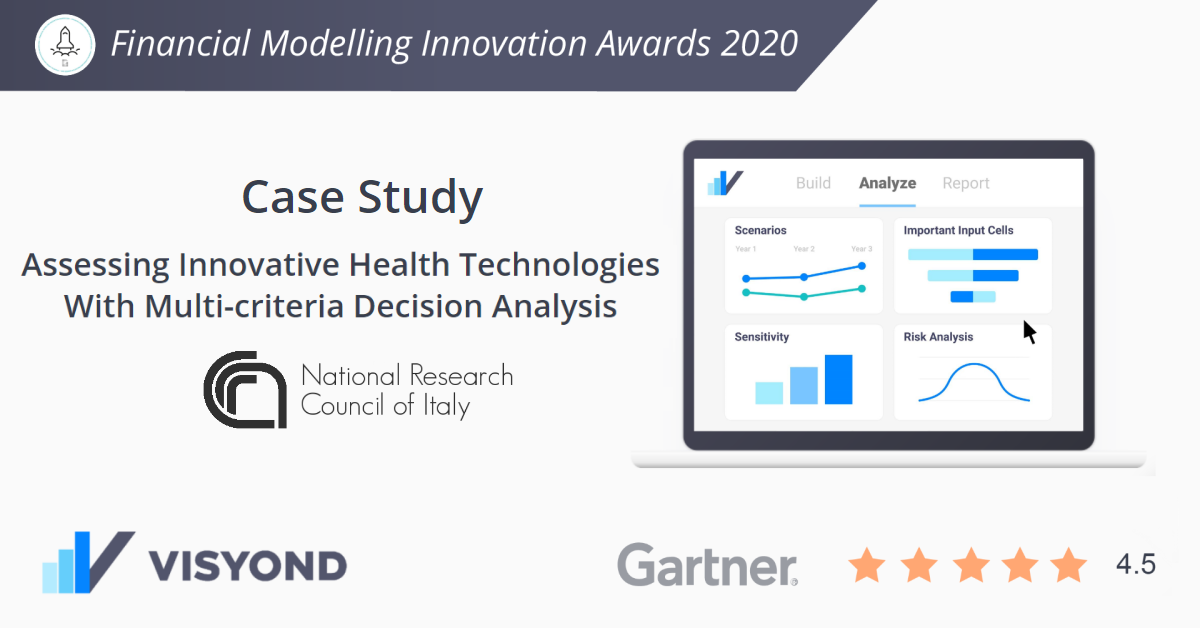 Financial Modelling Innovation Awards 2020
Case Study
Assessing Innovative Health Technologies
With Multi-criteria Decision Analysis
National Research
Council of Italy
Build Analyze Report
Scenarios
Year 1 Year 2 Year 3
Important Input Cells
Sensitivity
Risk Analysis
VISYOND
Gartner
4.5